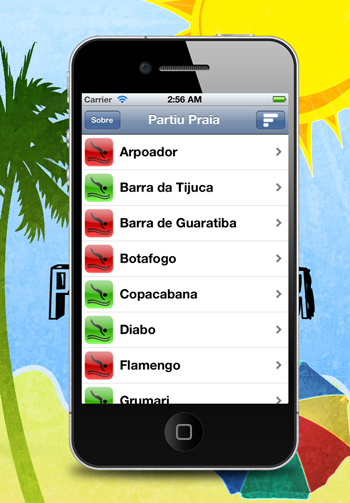 Carrier 2:56 AM
Sobre Partiu Praia
Arpoador
Barra da Tijuca
Barra de Guaratiba
Botafogo
Copacabana
Diabo
Flamengo
Grumari